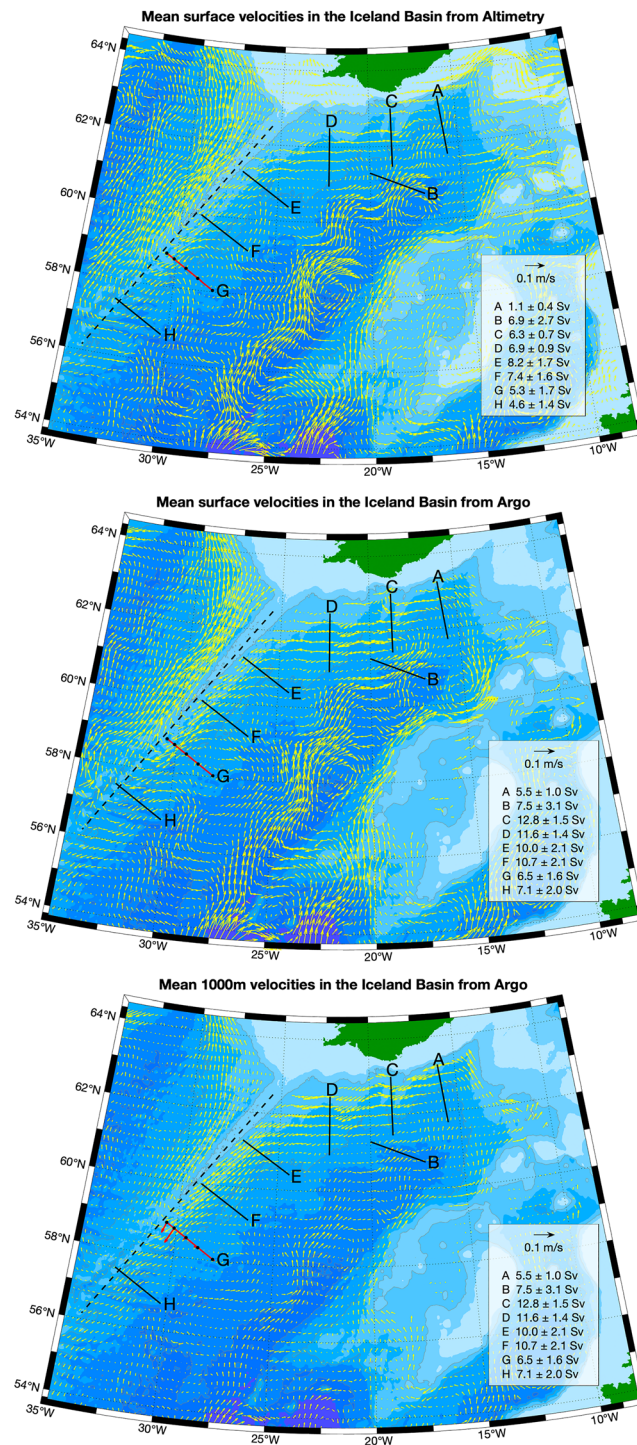 Mean surface velocities in the Iceland Basin from Altimetry
64°N
62°N
60°N
58°N
56°N
54°N
35°W
30°W
25°W
20°W
15°W
10°W
A
C
D
B
E
F
G
H
0.1 m/s
A 1.1 ± 0.4 Sv
B 6.9 ± 2.7 Sv
C 6.3 ± 0.7 Sv
D 6.9 ± 0.9 Sv
E 8.2 ± 1.7 Sv
F 7.4 ± 1.6 Sv
G 5.3 ± 1.7 Sv
H 4.6 ± 1.4 Sv
Mean surface velocities in the Iceland Basin from Argo
64°N
62°N
60°N
58°N
56°N
54°N
35°W
30°W
25°W
20°W
15°W
10°W
A
C
D
B
E
F
G
H
0.1 m/s
A 5.5 ± 1.0 Sv
B 7.5 ± 3.1 Sv
C 12.8 ± 1.5 Sv
D 11.6 ± 1.4 Sv
E 10.0 ± 2.1 Sv
F 10.7 ± 2.1 Sv
G 6.5 ± 1.6 Sv
H 7.1 ± 2.0 Sv
Mean 1000m velocities in the Iceland Basin from Argo
64°N
62°N
60°N
58°N
56°N
54°N
35°W
30°W
25°W
20°W
15°W
10°W
A
C
D
B
E
F
G
H
0.1 m/s
A 5.5 ± 1.0 Sv
B 7.5 ± 3.1 Sv
C 12.8 ± 1.5 Sv
D 11.6 ± 1.4 Sv
E 10.0 ± 2.1 Sv
F 10.7 ± 2.1 Sv
G 6.5 ± 1.6 Sv
H 7.1 ± 2.0 Sv